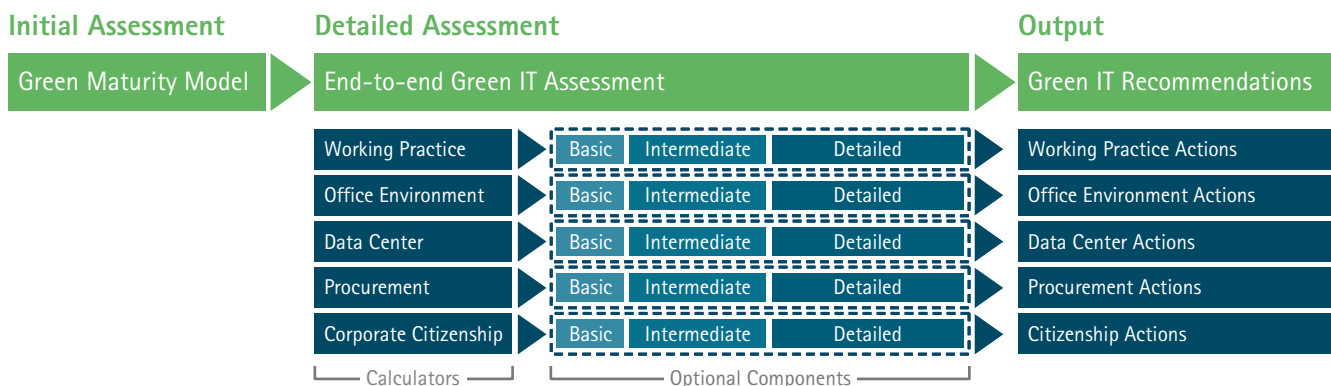 Initial Assessment Detailed Assessment Output
Green Maturity Model End-to-end Green IT Assessment Green IT Recommendations
Working Practice Basic Intermediate Detailed Working Practice Actions
Office Environment Basic Intermediate Detailed Office Environment Actions
Data Center Basic Intermediate Detailed Data Center Actions
Procurement Basic Intermediate Detailed Procurement Actions
Corporate Citizenship Basic Intermediate Detailed Citizenship Actions
Calculators Optional Components